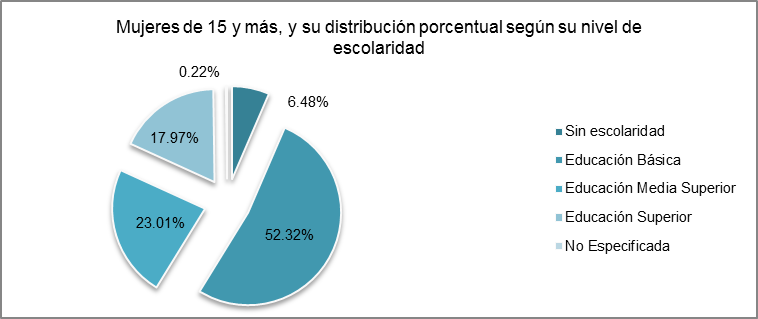 Mujeres de 15 y más, y su distribución porcentual según su nivel de
escolaridad
0.22%
6.48%
17.97%
23.01%
52.32%
Sin escolaridad
Educación Básica
Educación Media Superior
Educación Superior
No Especificada